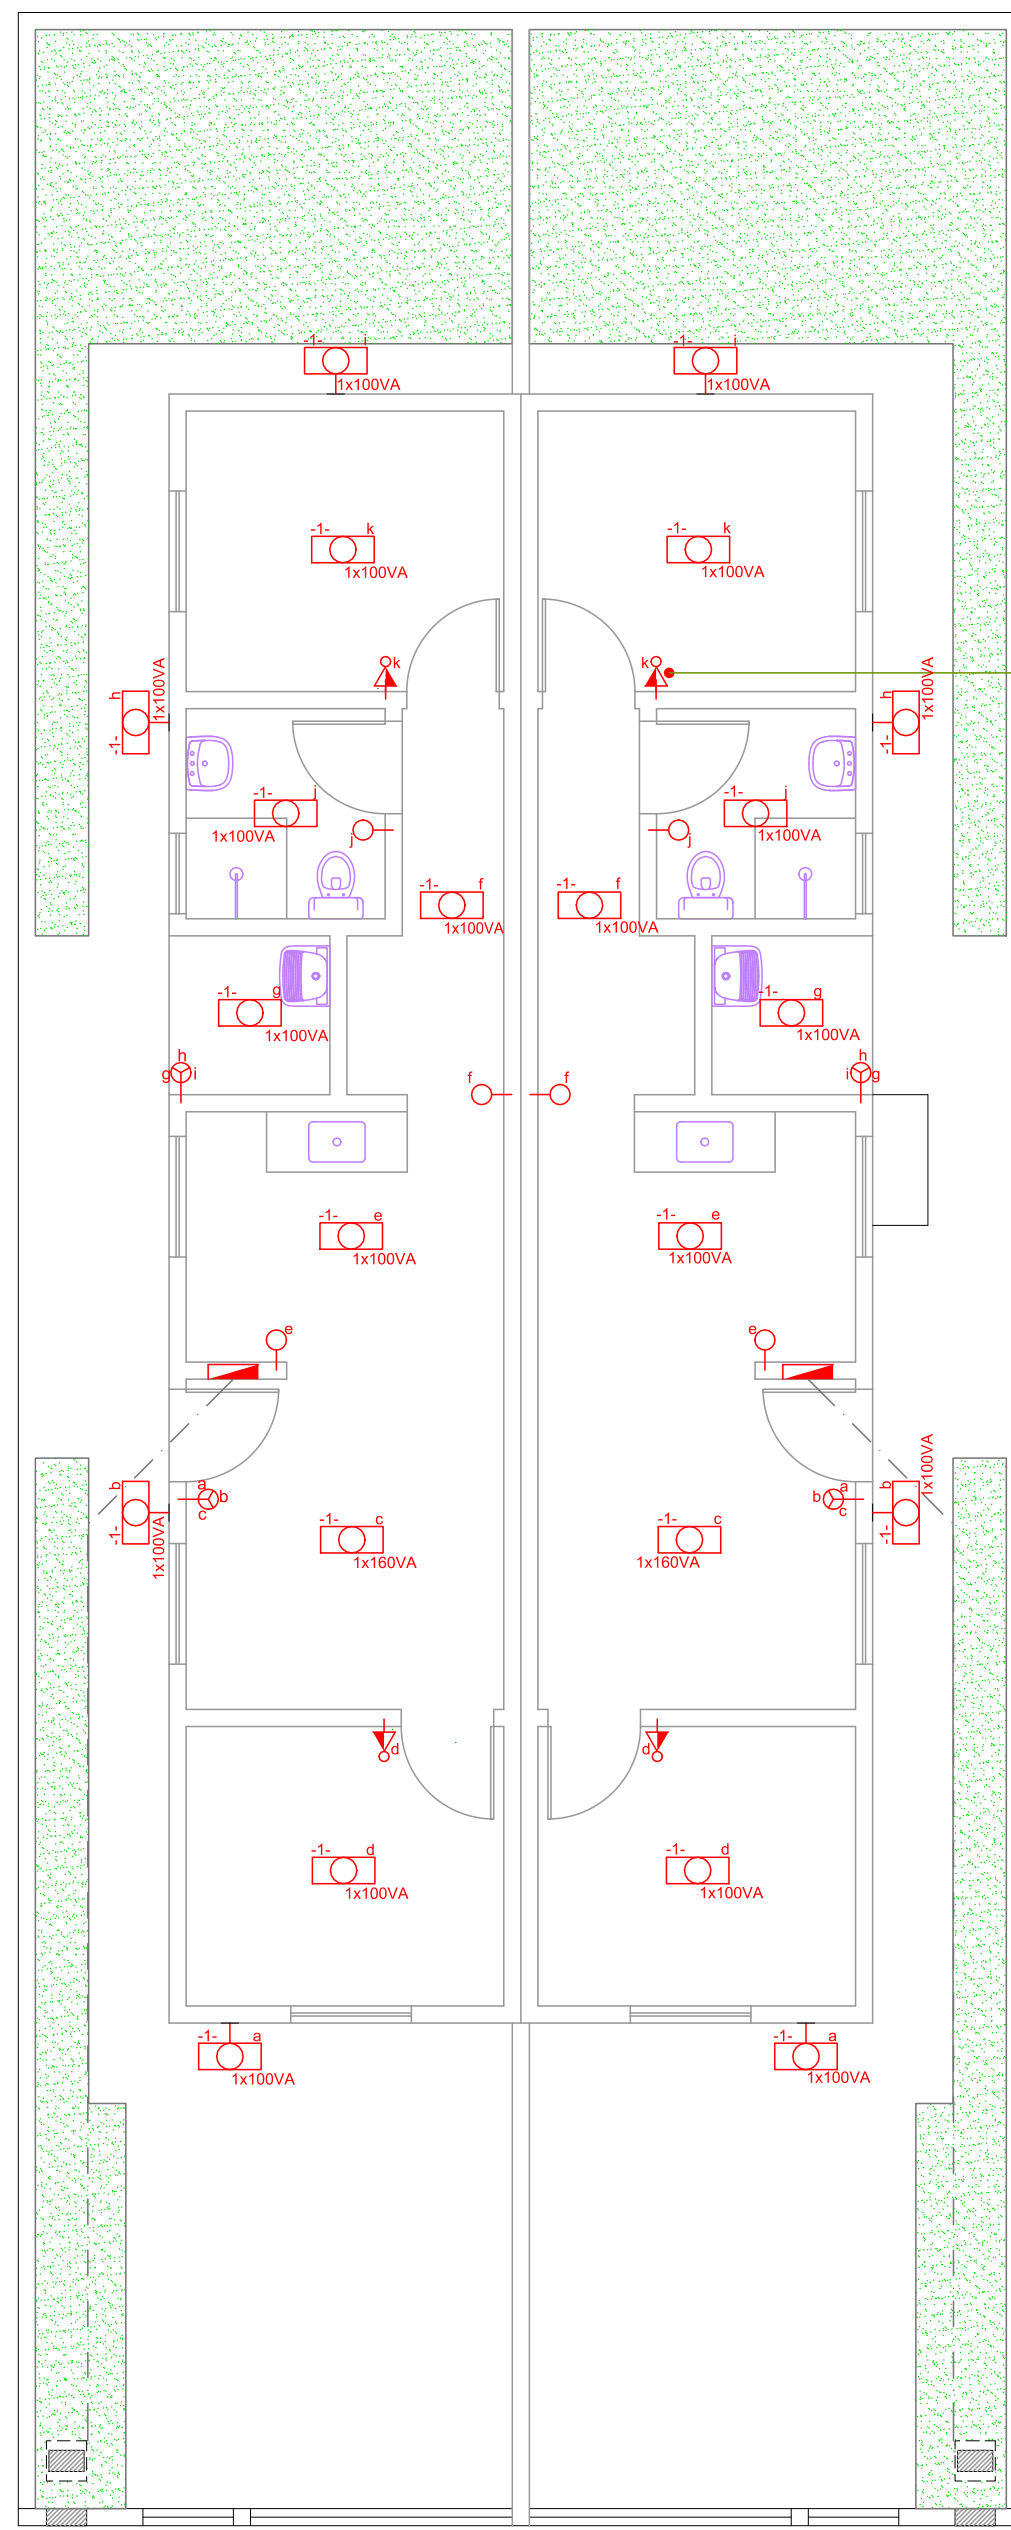 -1- i -1- i
1x100VA 1x100VA
-1- k -1- k
1x100VA 1x100VA
k k
h 1x100VA -1- h 1x100VA -1-
-1- j -1- j
1x100VA j j 1x100VA
-1- f -1- f
1x100VA 1x100VA
-1- g -1- g
1x100VA 1x100VA
h h
g i f f i g
-1- e -1- e
1x100VA 1x100VA
e e
b -1- 1x100VA a b c b a c b -1- 1x100VA
-1- c -1- c
1x160VA 1x160VA
d d
-1- d -1- d
1x100VA 1x100VA
-1- a -1- a
1x100VA 1x100VA